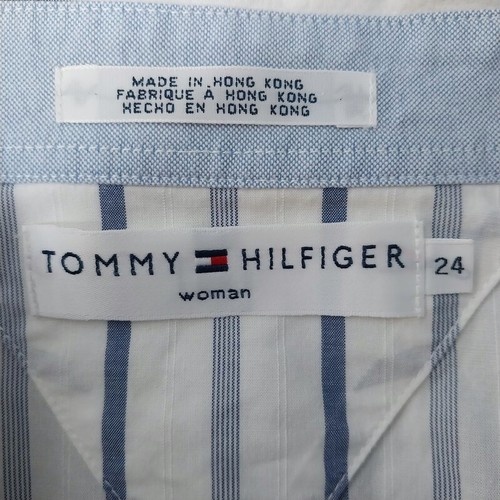 MADE IN HONG KONG
FABRIQUE À HONG KONG
HECHO EN HONG KONG
TOMMY HILFIGER 24
woman